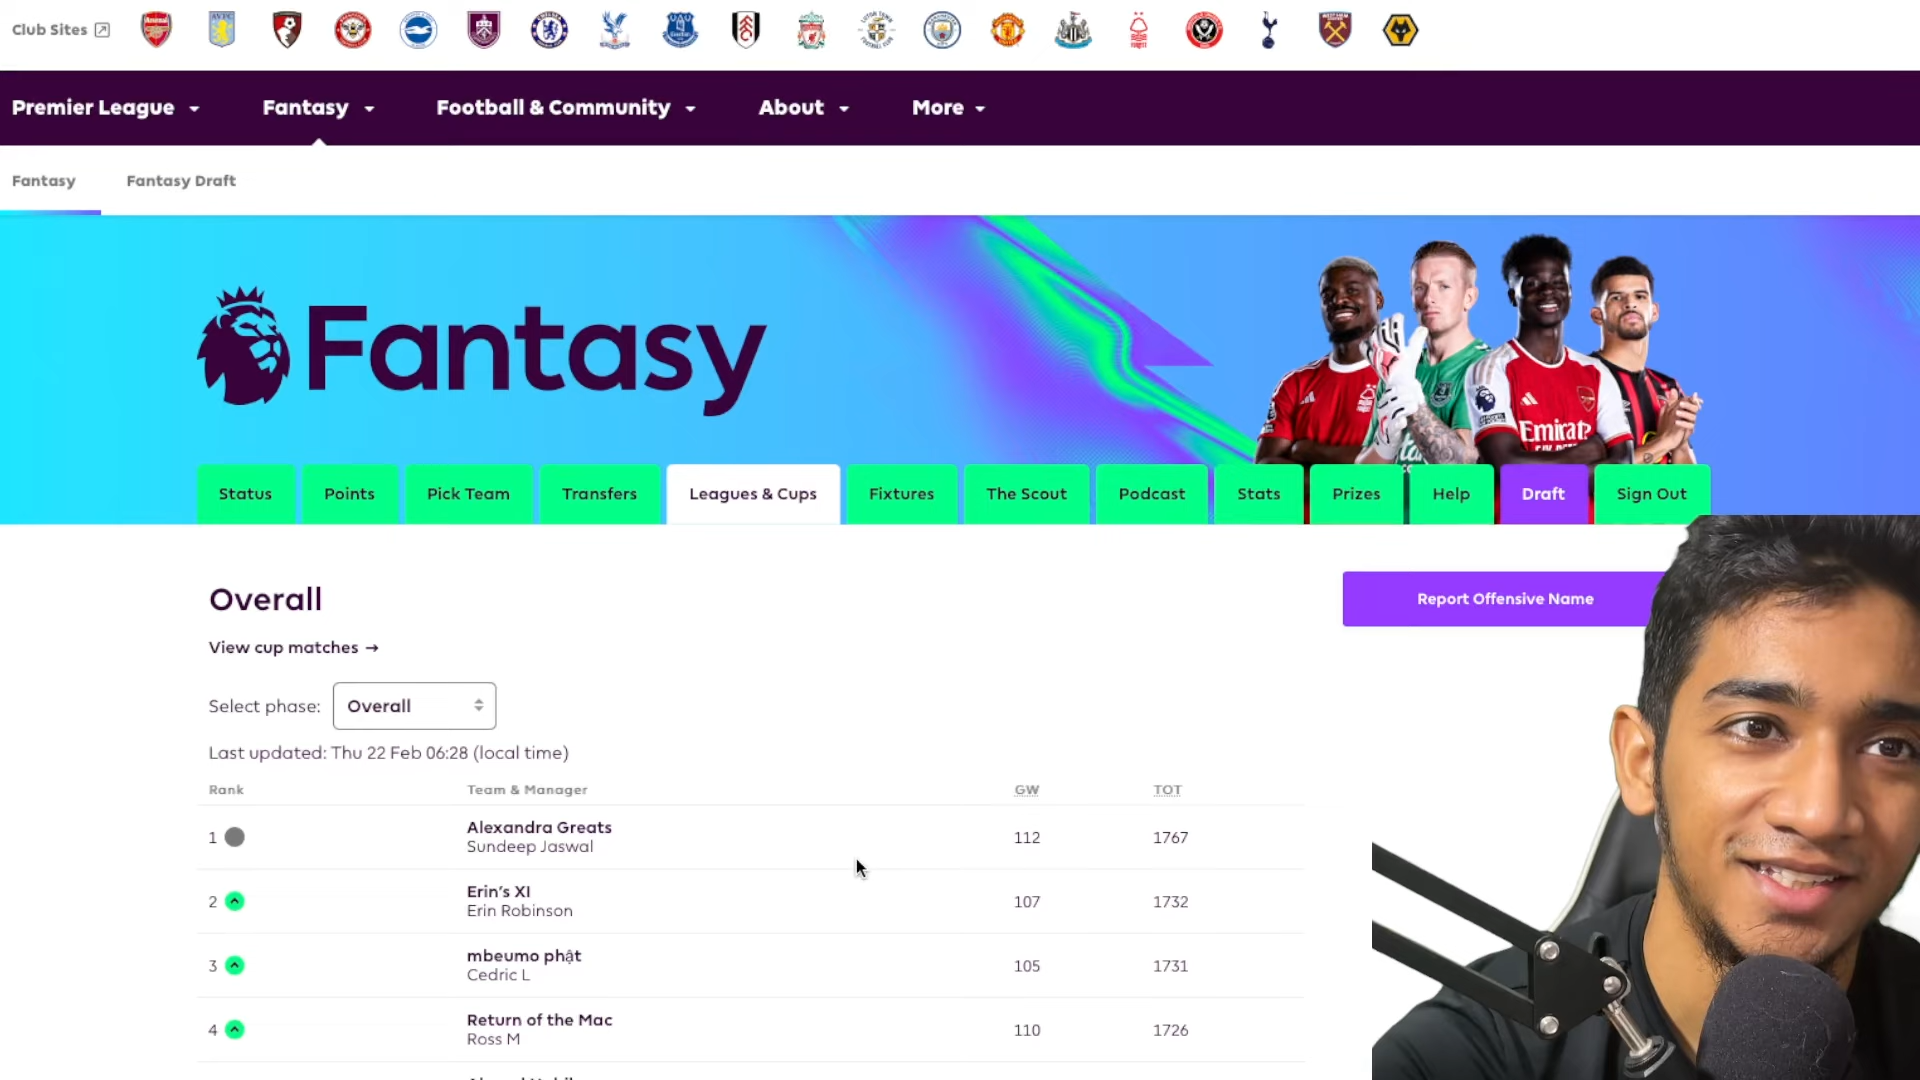 Club Sites
Premier League Fantasy Football & Community About More
Fantasy Fantasy Draft
Fantasy
Emirates
Status Points Pick Team Transfers Leagues & Cups Fixtures The Scout Podcast Stats Prizes Help Draft Sign Out
Overall
Report Offensive Name
View cup matches →
Select phase: Overall
Last updated: Thu 22 Feb 06:28 (local time)
Rank Team & Manager GW TOT
1 Alexandra Greats 112 1767
Sundeep Jaswal
2 Erin's XI 107 1732
Erin Robinson
3 mbeumo phật 105 1731
Cedric L
4 Return of the Mac 110 1726
Ross M